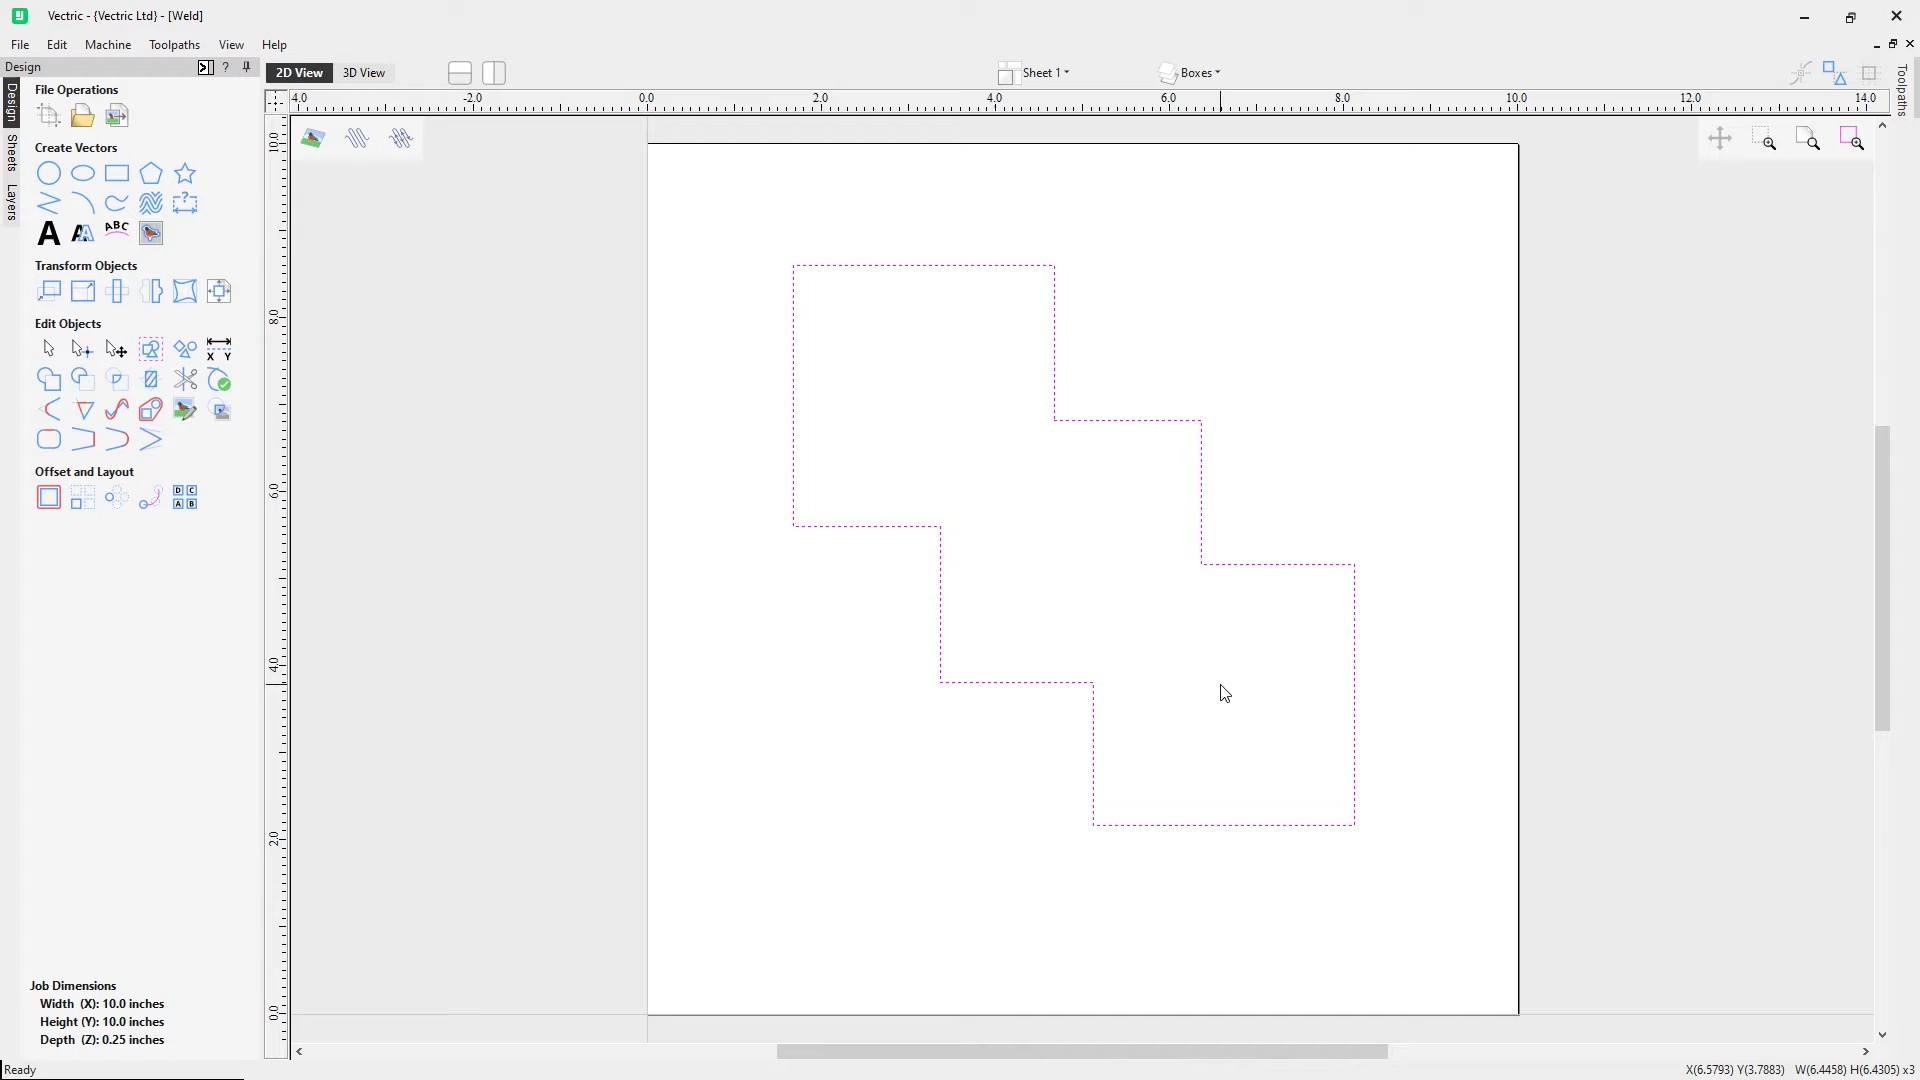 Vectric - {Vectric Ltd} - [Weld]
File Edit Machine Toolpaths View Help
Design
2D View 3D View Sheet 1 Boxes
Design
Sheets
Layers
Toolpaths
File Operations
Create Vectors
A A ABC
Transform Objects
Edit Objects
X Y
Offset and Layout
D C
A B
4.0 -2.0 0.0 2.0 4.0 6.0 8.0 10.0 12.0 14.0
10.0
8.0
6.0
4.0
2.0
0.0
Job Dimensions
Width (X): 10.0 inches
Height (Y): 10.0 inches
Depth (Z): 0.25 inches
Ready
X(6.5793) Y(3.7883) W(6.4458) H(6.4305) x3